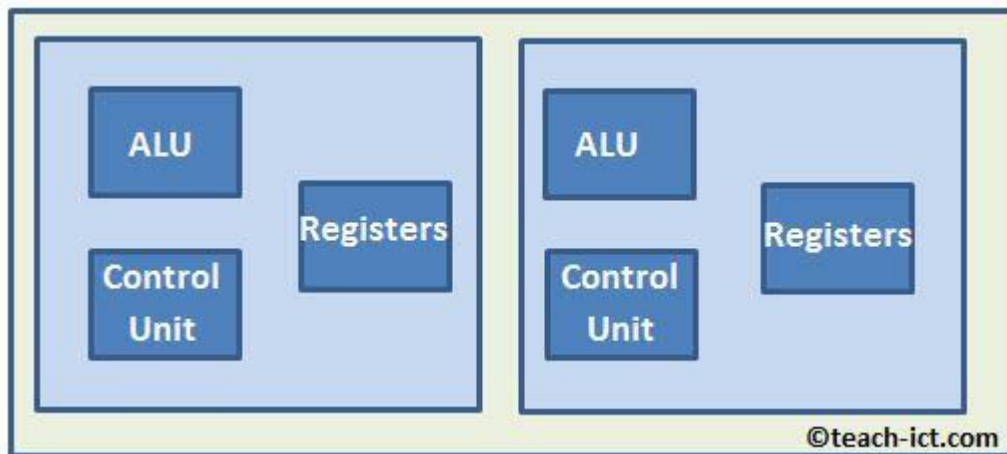 ALU
Registers
Control
Unit
ALU
Registers
Control
Unit
©teach-ict.com